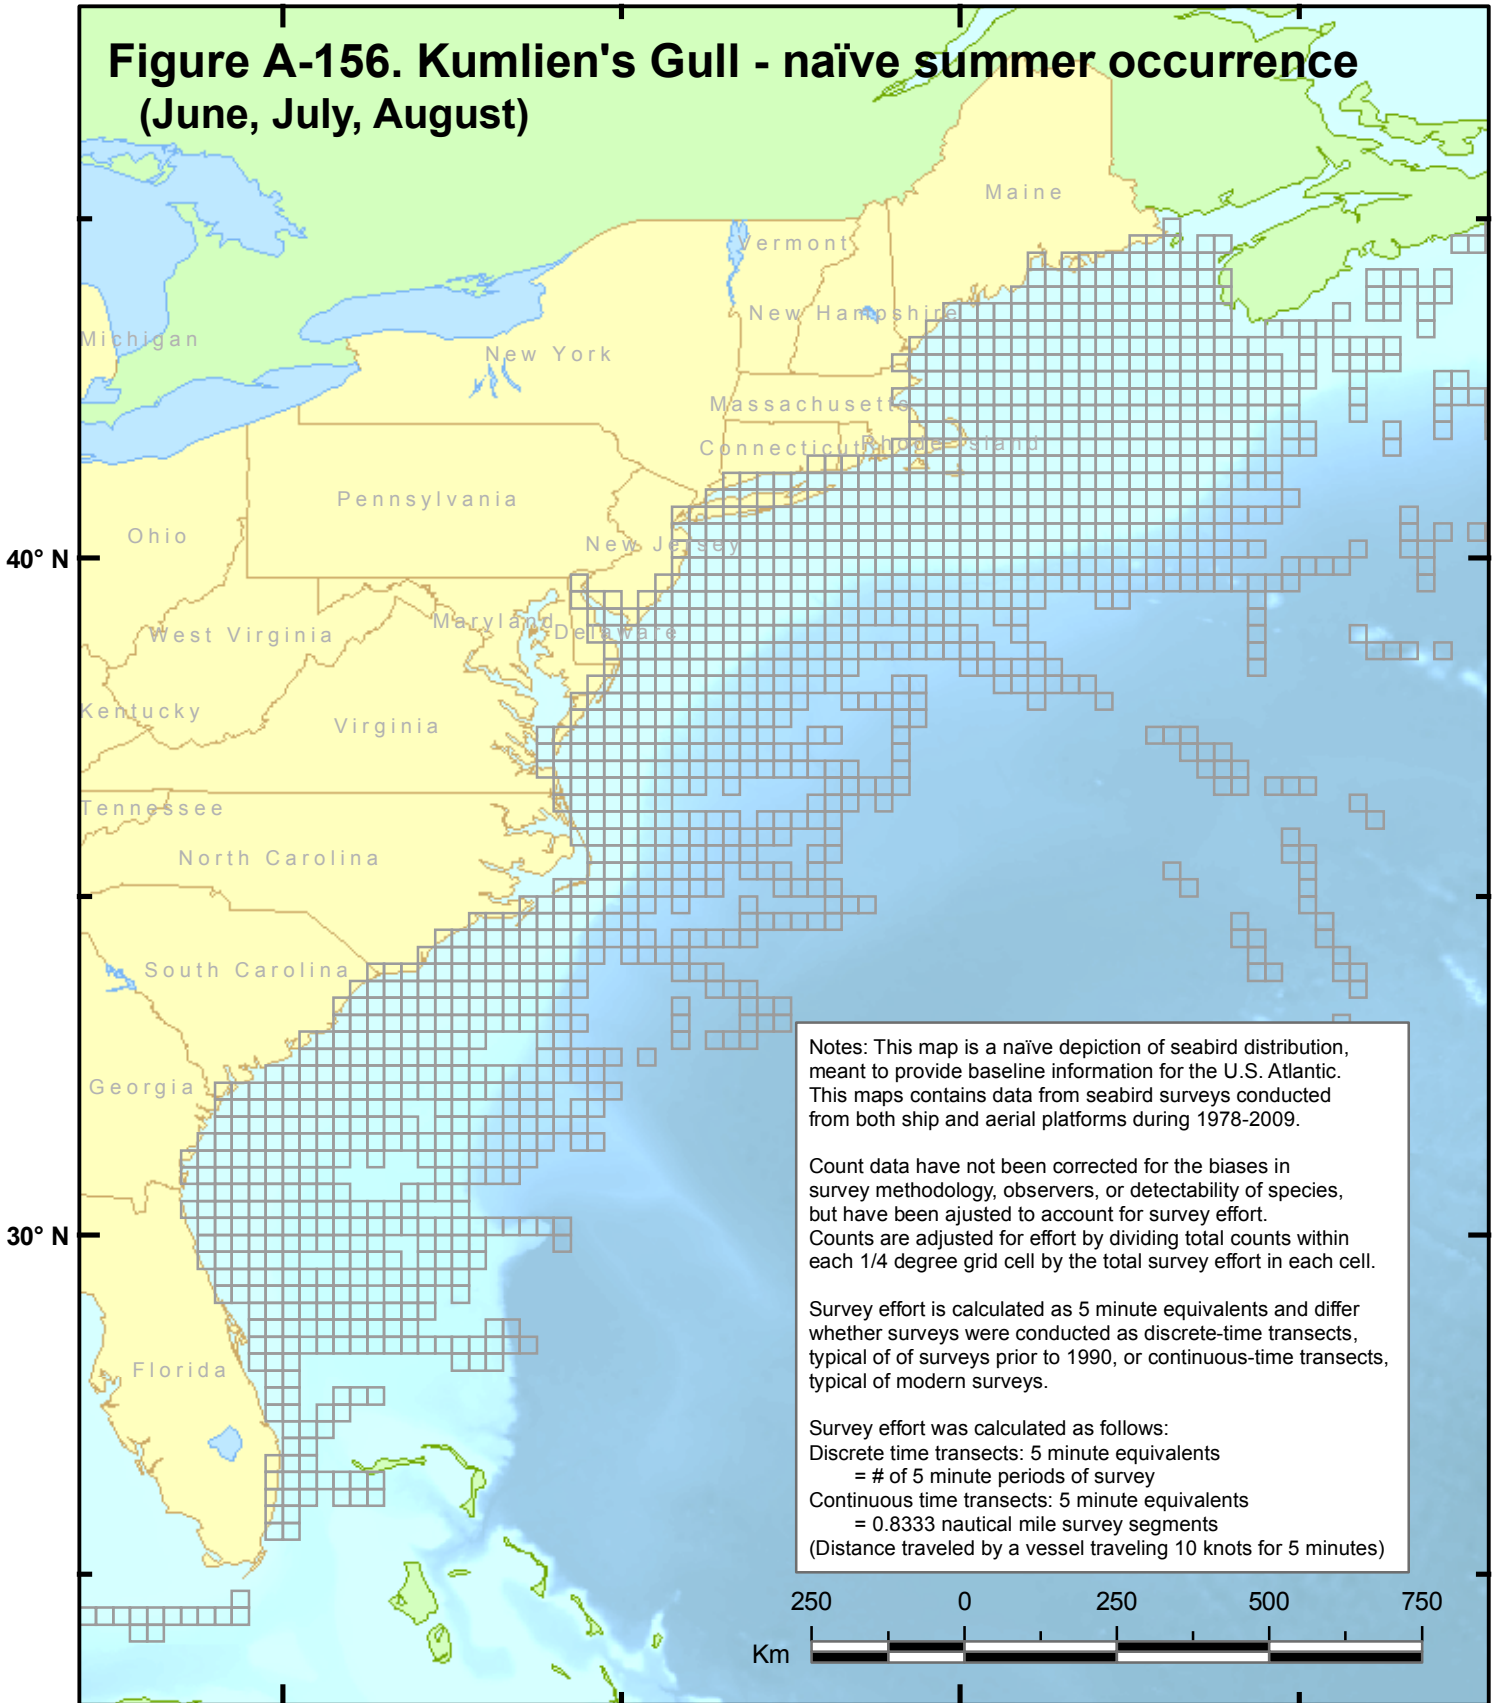 Figure A-156. Kumlien's Gull - naïve summer occurrence
(June, July, August)
Maine
Vermont
New Hampshire
Michigan
New York
Massachusetts
Connecticut
Rhode Island
Pennsylvania
Ohio
New Jersey
40° N
West Virginia
Maryland
Delaware
Kentucky
Virginia
Tennessee
North Carolina
South Carolina
Georgia
30° N
Florida
Notes: This map is a naïve depiction of seabird distribution,
meant to provide baseline information for the U.S. Atlantic.
This maps contains data from seabird surveys conducted
from both ship and aerial platforms during 1978-2009.
Count data have not been corrected for the biases in
survey methodology, observers, or detectability of species,
but have been ajusted to account for survey effort.
Counts are adjusted for effort by dividing total counts within
each 1/4 degree grid cell by the total survey effort in each cell.
Survey effort is calculated as 5 minute equivalents and differ
whether surveys were conducted as discrete-time transects,
typical of of surveys prior to 1990, or continuous-time transects,
typical of modern surveys.
Survey effort was calculated as follows:
Discrete time transects: 5 minute equivalents
= # of 5 minute periods of survey
Continuous time transects: 5 minute equivalents
= 0.8333 nautical mile survey segments
(Distance traveled by a vessel traveling 10 knots for 5 minutes)
250 0 250 500 750
Km